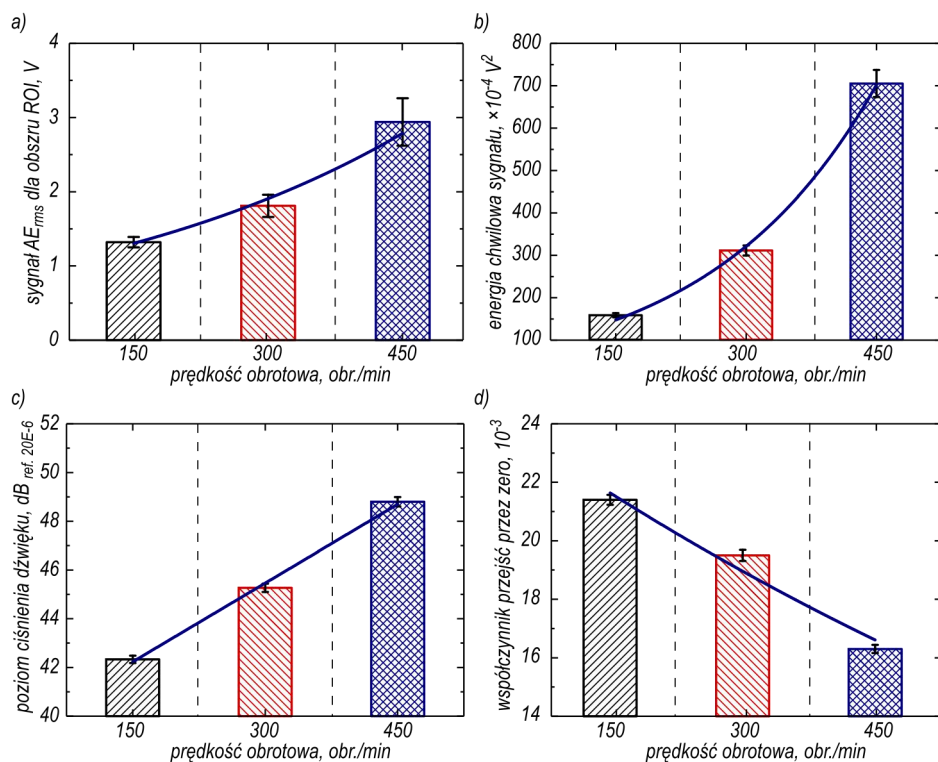 a)
sygnał AErms dla obszru ROI, V
4
3
2
1
0
150 300 450
prędkość obrotowa, obr./min
b)
energia chwilowa sygnału, ×10-4 V2
800
700
600
500
400
300
200
100
150 300 450
prędkość obrotowa, obr./min
c)
poziom ciśnienia dźwięku, dB ref. 20E-6
52
50
48
46
44
42
40
150 300 450
prędkość obrotowa, obr./min
d)
współczynnik przejść przez zero, 10-3
24
22
20
18
16
14
150 300 450
prędkość obrotowa, obr./min